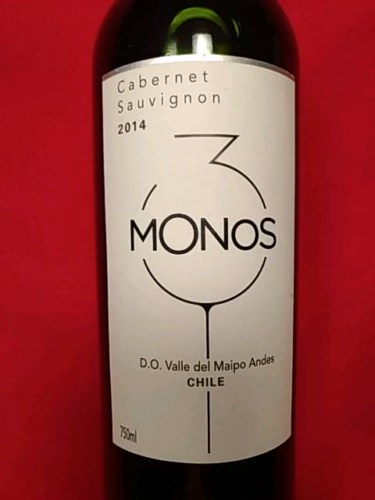 Cabernet
Sauvignon
2014
3
MONOS
D.O. Valle del Maipo Andes
CHILE
750ml